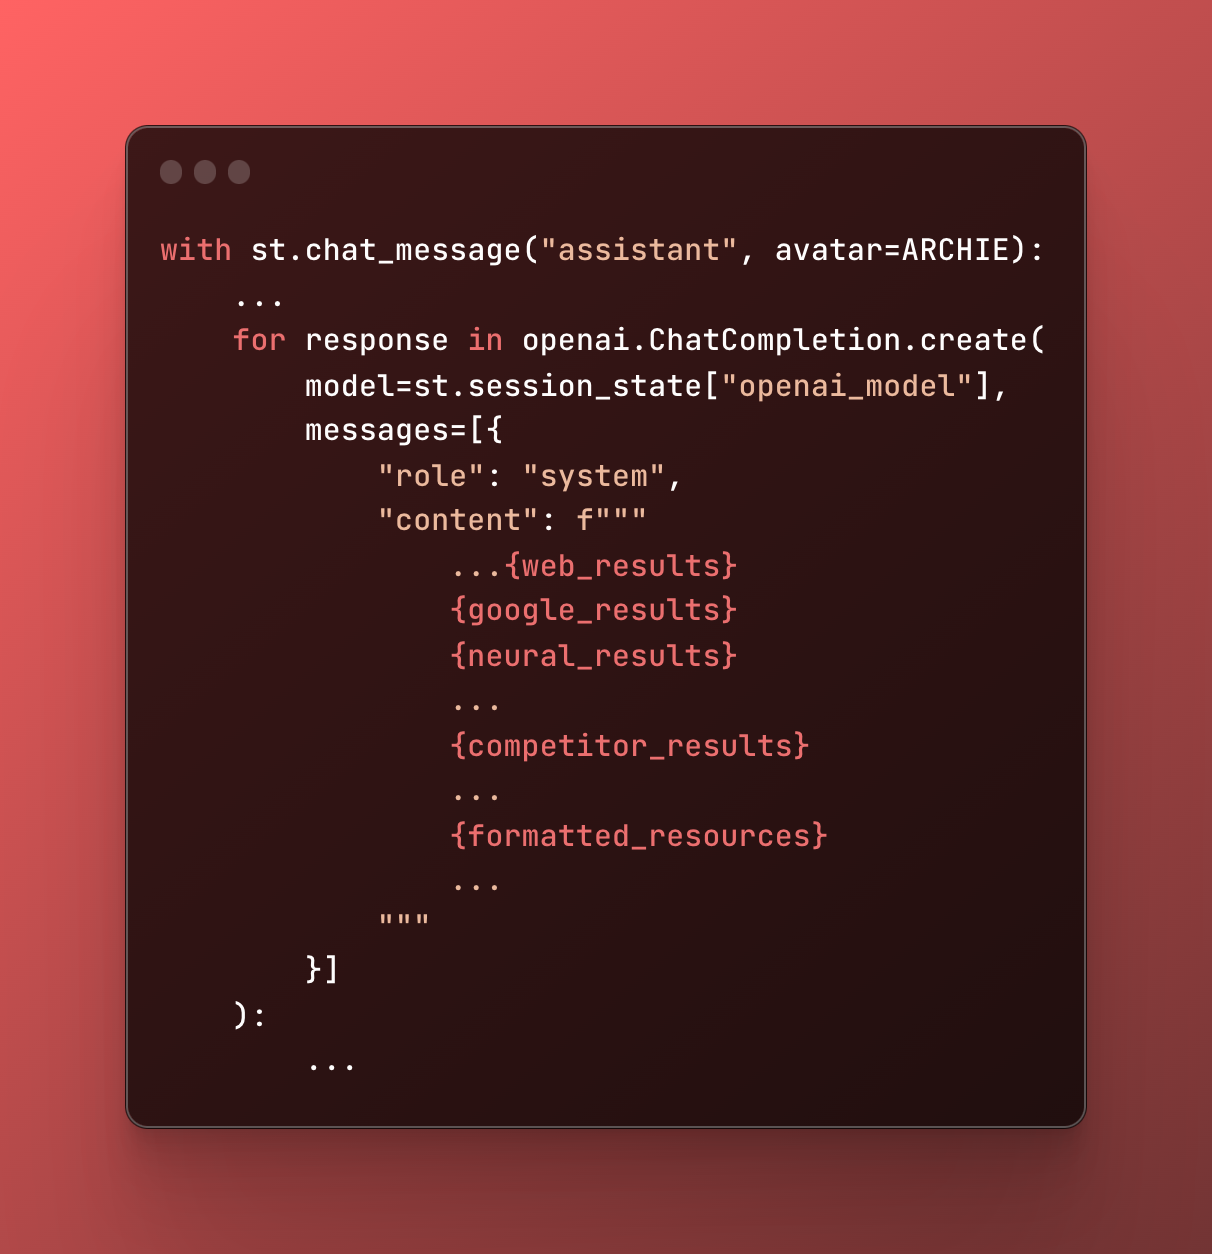 with st.chat_message("assistant", avatar=ARCHIE):
    ...
    for response in openai.ChatCompletion.create(
        model=st.session_state["openai_model"],
        messages=[{
            "role": "system",
            "content": f"""
                ...{web_results}
                {google_results}
                {neural_results}
                ...
                {competitor_results}
                ...
                {formatted_resources}
                ...
            """
        }]
    ):
        ...